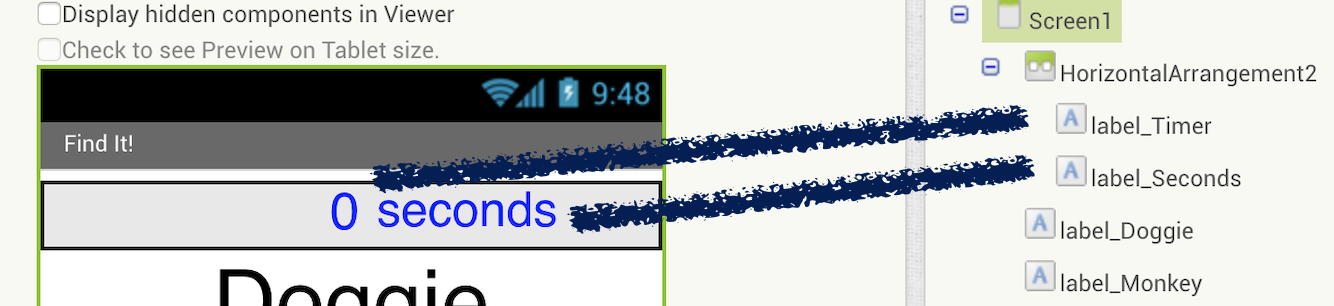 Display hidden components in Viewer
Check to see Preview on Tablet size.
9:48
Find It!
0 seconds
Doggie
Screen1
HorizontalArrangement2
A label_Timer
A label_Seconds
A label_Doggie
A label_Monkey